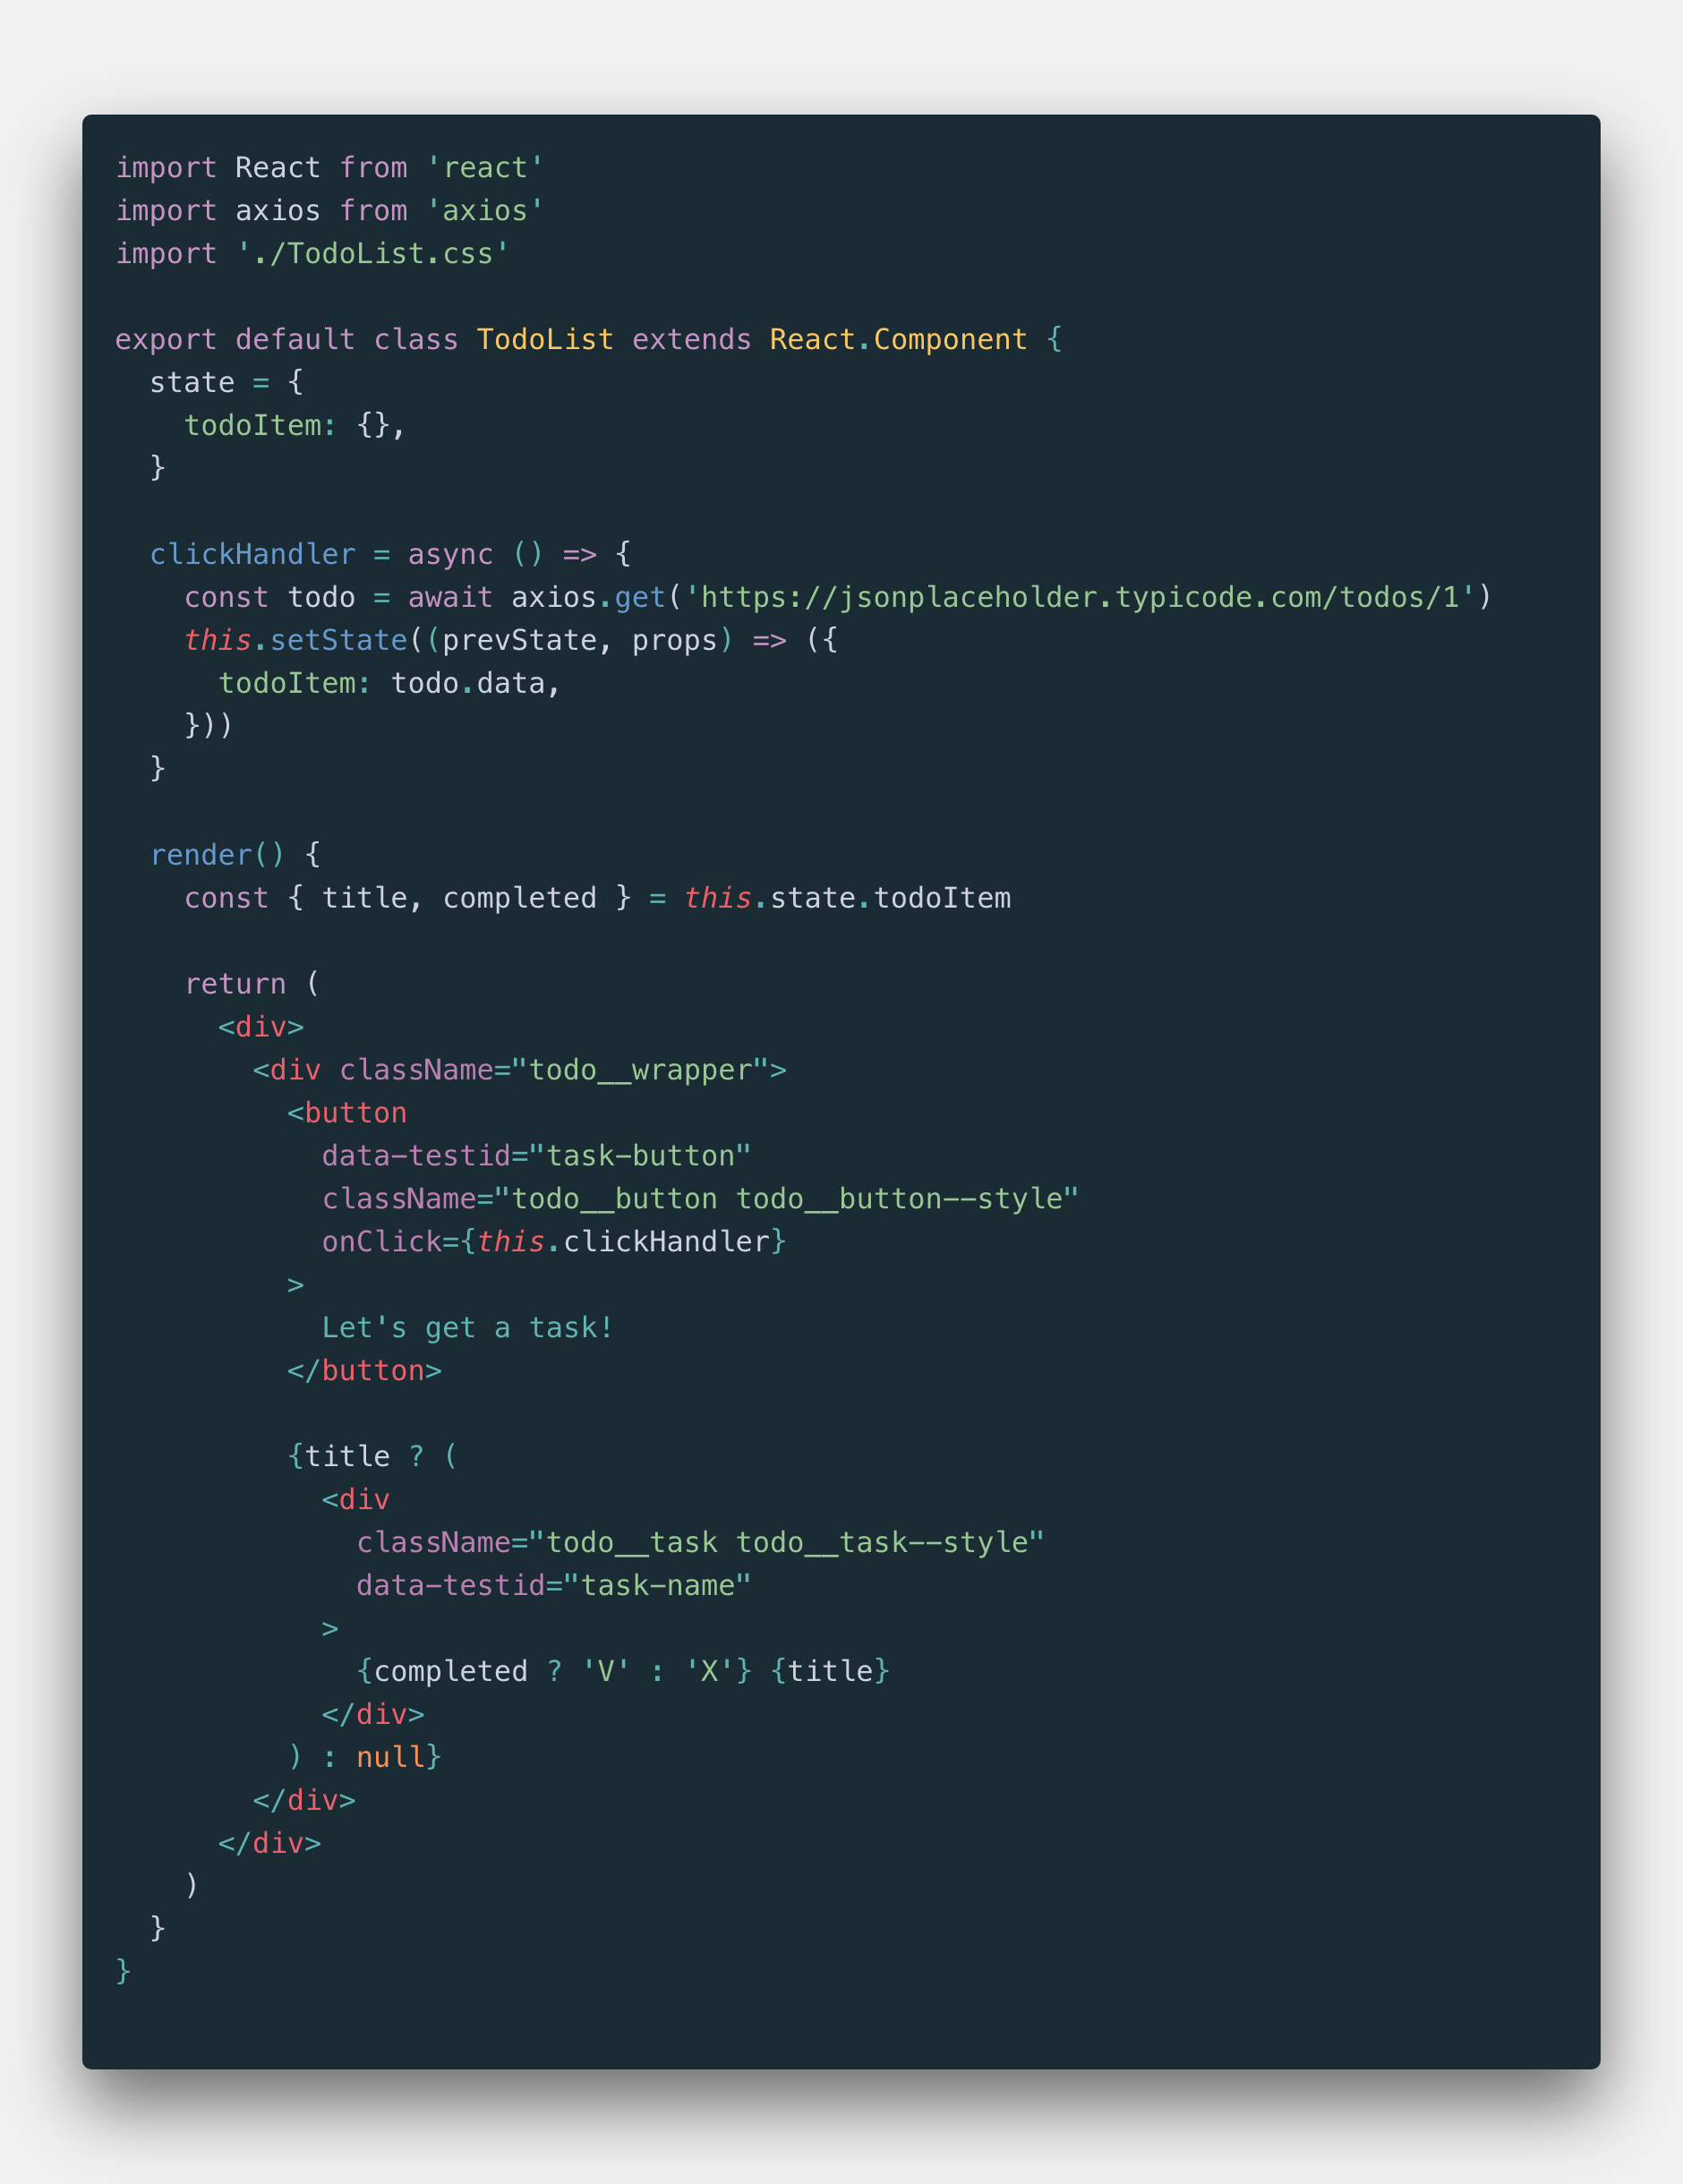 import React from 'react'
import axios from 'axios'
import './TodoList.css'

export default class TodoList extends React.Component {
  state = {
    todoItem: {},
  }

  clickHandler = async () => {
    const todo = await axios.get('https://jsonplaceholder.typicode.com/todos/1')
    this.setState((prevState, props) => ({
      todoItem: todo.data,
    }))
  }

  render() {
    const { title, completed } = this.state.todoItem

    return (
      <div>
        <div className="todo__wrapper">
          <button
            data-testid="task-button"
            className="todo__button todo__button--style"
            onClick={this.clickHandler}
          >
            Let's get a task!
          </button>

          {title ? (
            <div
              className="todo__task todo__task--style"
              data-testid="task-name"
            >
              {completed ? 'V' : 'X'} {title}
            </div>
          ) : null}
        </div>
      </div>
    )
  }
}